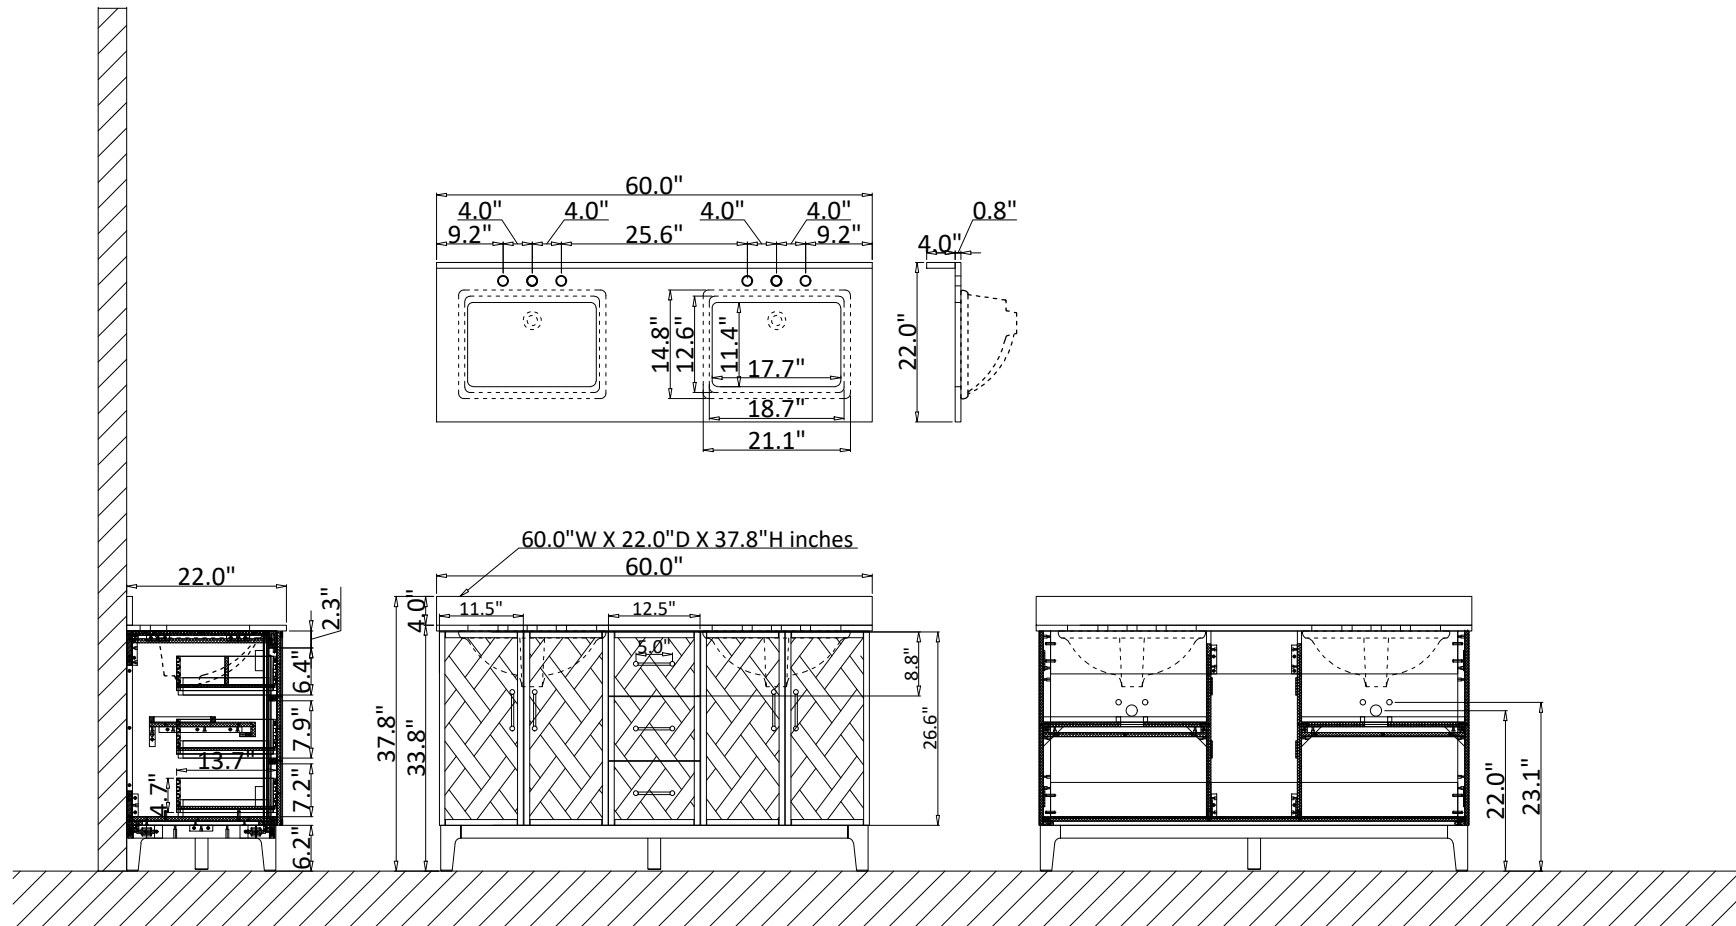 60.0"
4.0" 4.0" 4.0" 4.0" 0.8"
9.2" 25.6" 9.2" 4.0"
14.8" 12.6" 11.4" 22.0"
17.7"
18.7"
21.1"
60.0"W X 22.0"D X 37.8"H inches
22.0" 60.0"
2.3" 4.0" 11.5" 12.5"
5.0"
6.4" 8.8"
7.9" 37.8" 33.8" 26.6"
13.7"
4.7" 7.2" 22.0" 23.1"
6.2"